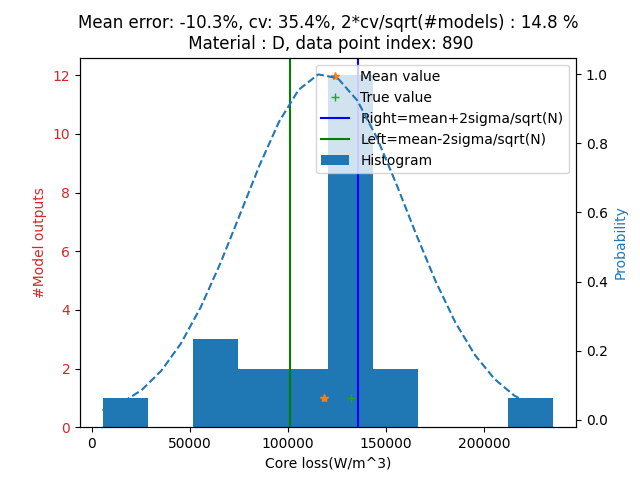 Mean error: -10.3%, cv: 35.4%, 2*cv/sqrt(#models) : 14.8 %
Material : D, data point index: 890
Mean value
True value
Right=mean+2sigma/sqrt(N)
Left=mean-2sigma/sqrt(N)
Histogram
#Model outputs
12
10
8
6
4
2
0
1.0
0.8
0.6
0.4
0.2
0.0
Probability
0
50000
100000
150000
200000
Core loss(W/m^3)